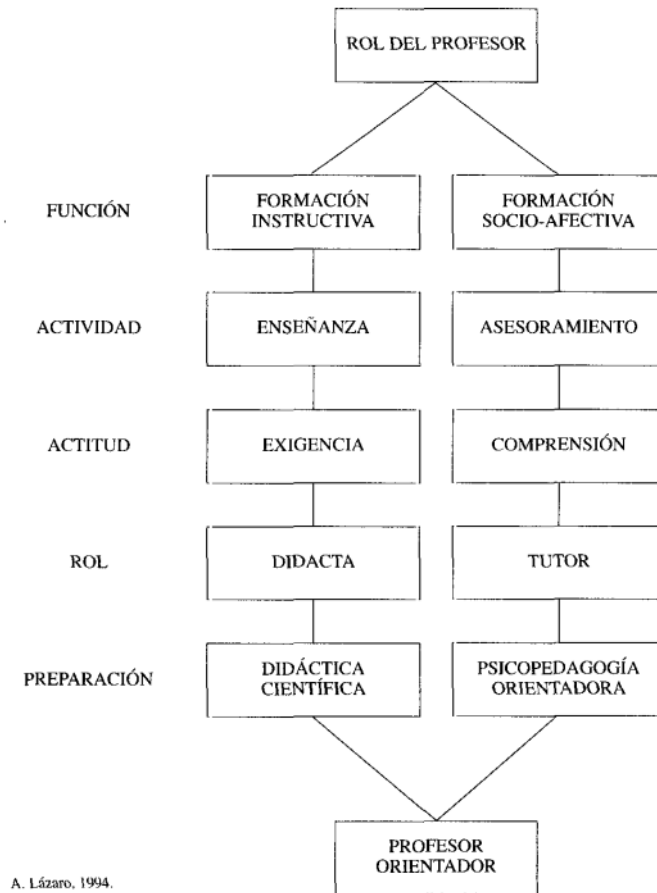 ROL DEL PROFESOR
FUNCIÓN
FORMACIÓN
INSTRUCTIVA
FORMACIÓN
SOCIO-AFECTIVA
ACTIVIDAD
ENSEÑANZA
ASESORAMIENTO
ACTITUD
EXIGENCIA
COMPRENSIÓN
ROL
DIDACTA
TUTOR
PREPARACIÓN
DIDÁCTICA
CIENTÍFICA
PSICOPEDAGOGÍA
ORIENTADORA
PROFESOR
ORIENTADOR
A. Lázaro, 1994.